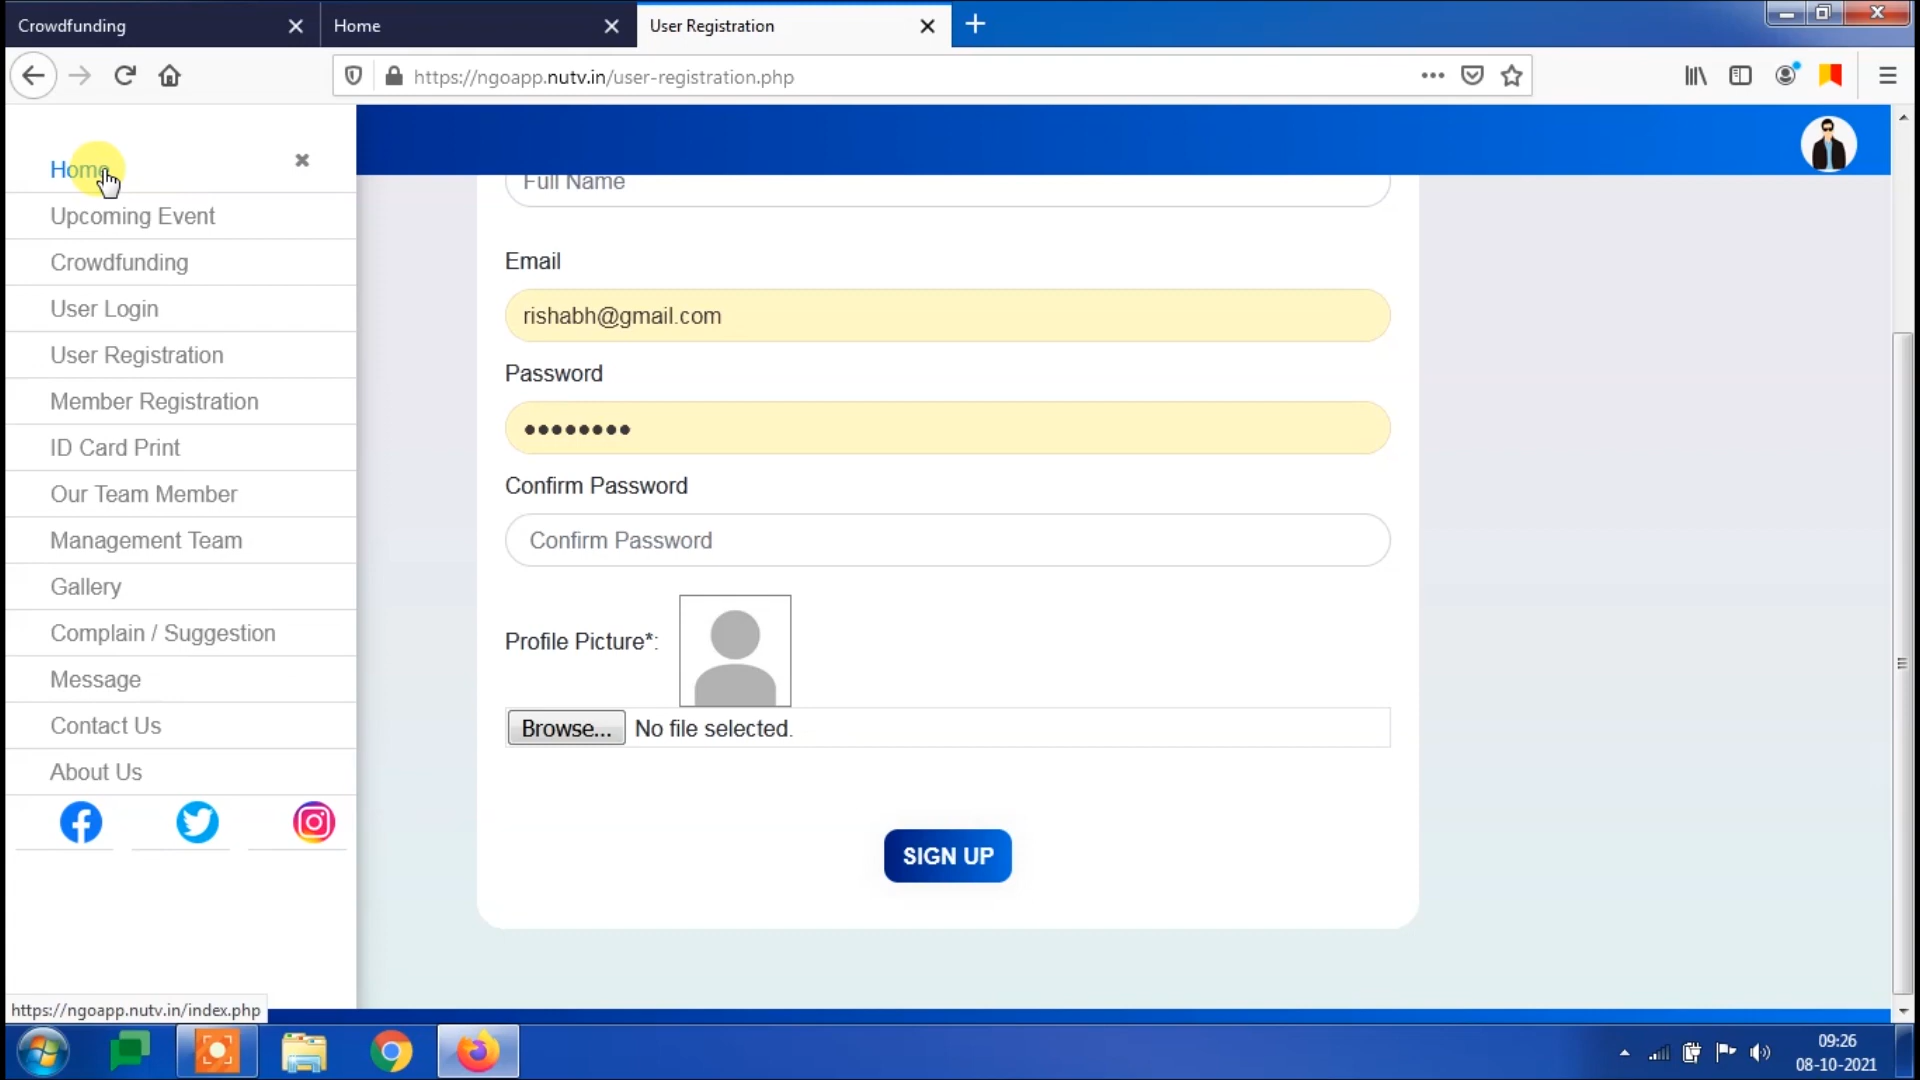 Crowdfunding
Home
User Registration
https://ngoapp.nutv.in/user-registration.php
Home
Upcoming Event
Crowdfunding
User Login
User Registration
Member Registration
ID Card Print
Our Team Member
Management Team
Gallery
Complain / Suggestion
Message
Contact Us
About Us
Full Name
Email
rishabh@gmail.com
Password
Confirm Password
Confirm Password
Profile Picture*:
Browse... No file selected.
SIGN UP
https://ngoapp.nutv.in/index.php
09:26
08-10-2021